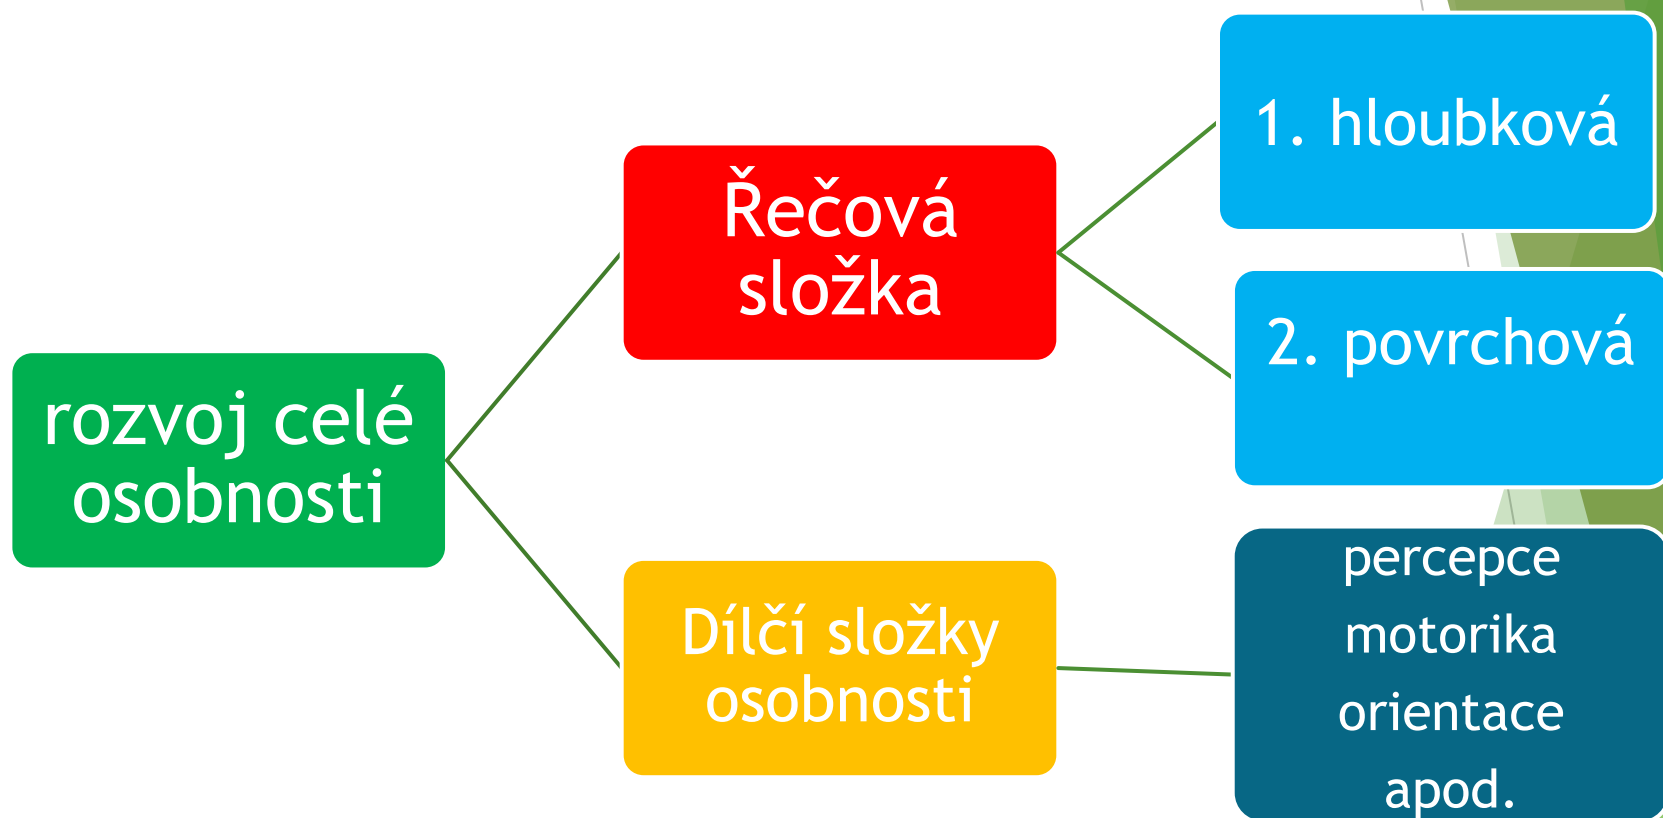 rozvoj celé
osobnosti
Řečová
složka
1. hloubková
2. povrchová
Dílčí složky
osobnosti
percepce
motorika
orientace
apod.